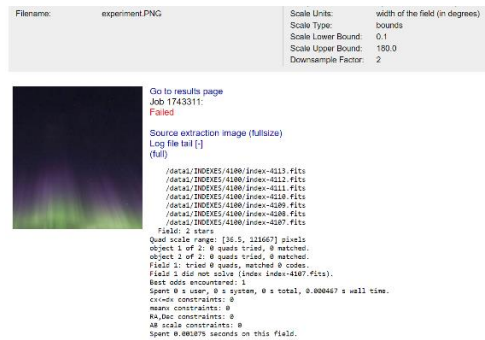 Filename: experiment.PNG
Scale Units: width of the field (in degrees)
Scale Type: bounds
Scale Lower Bound: 0.1
Scale Upper Bound: 180.0
Downsample Factor: 2
Go to results page
Job 1743311:
Failed
Source extraction image (fullsize)
Log file tail [-]
(full)
/data1/INDEXES/4100/index-4113.fits
/data1/INDEXES/4100/index-4112.fits
/data1/INDEXES/4100/index-4111.fits
/data1/INDEXES/4100/index-4110.fits
/data1/INDEXES/4100/index-4109.fits
/data1/INDEXES/4100/index-4108.fits
/data1/INDEXES/4100/index-4107.fits
Field: 2 stars
Quad scale range: [36.5, 121667] pixels
object 1 of 2: 0 quads tried, 0 matched.
object 2 of 2: 0 quads tried, 0 matched.
Field 1: tried 0 quads, matched 0 codes.
Field 1 did not solve (index index-4107.fits).
Best odds encountered: 1
Spent 0 s user, 0 s system, 0 s total, 0.000467 s wall time.
cx<=dx constraints: 0
meanx constraints: 0
RA,Dec constraints: 0
AB scale constraints: 0
Spent 0.001075 seconds on this field.